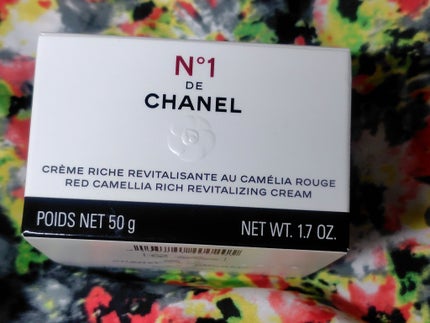 N°1
DE
CHANEL
CRÈME RICHE REVITALISANTE AU CAMÉLIA ROUGE
RED CAMELLIA RICH REVITALIZING CREAM
POIDS NET 50 g
NET WT. 1.7 OZ.